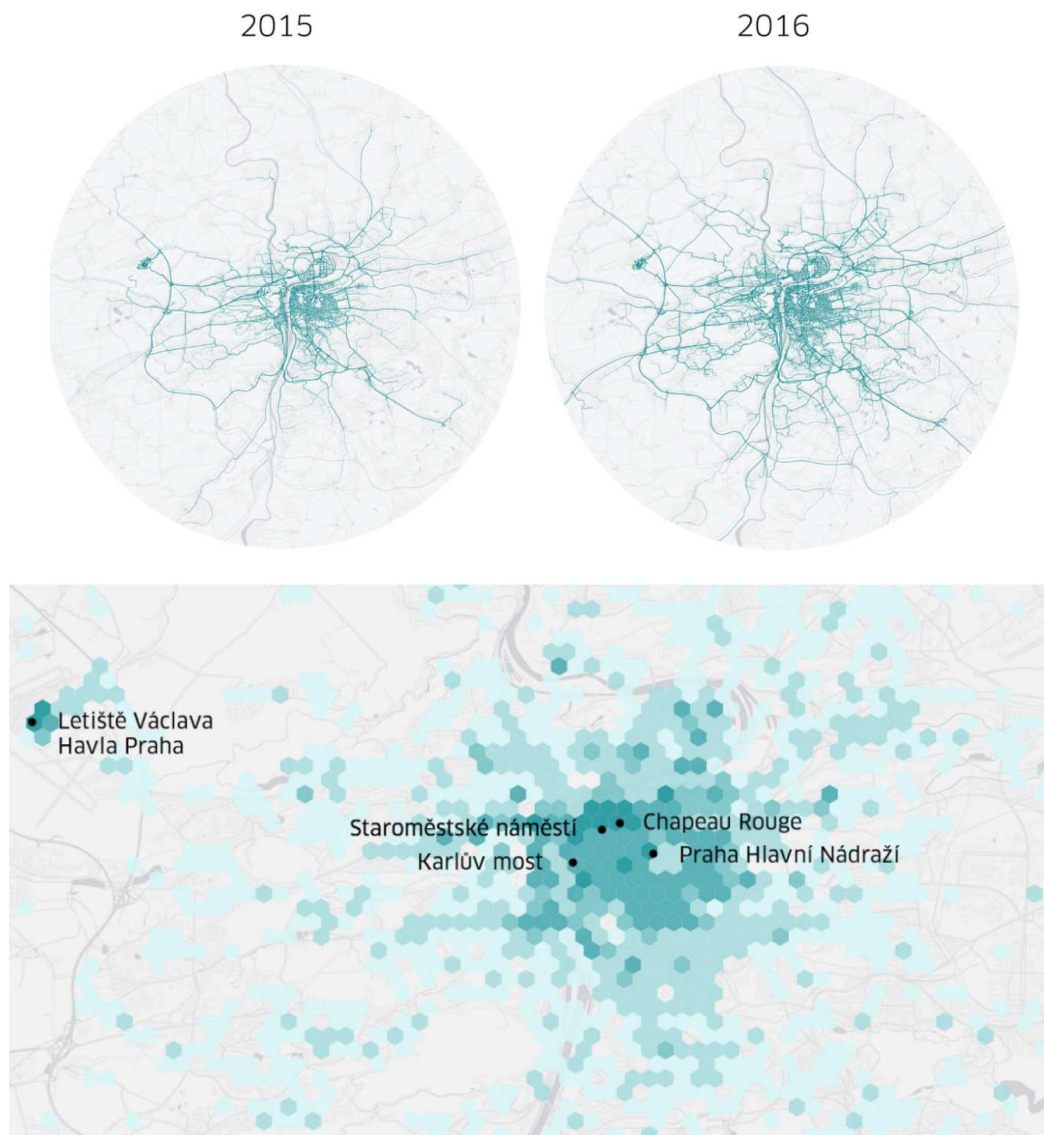 2015
2016
Letiště Václava
Havla Praha
Staroměstské náměstí
Chapeau Rouge
Karlův most
Praha Hlavní Nádraží